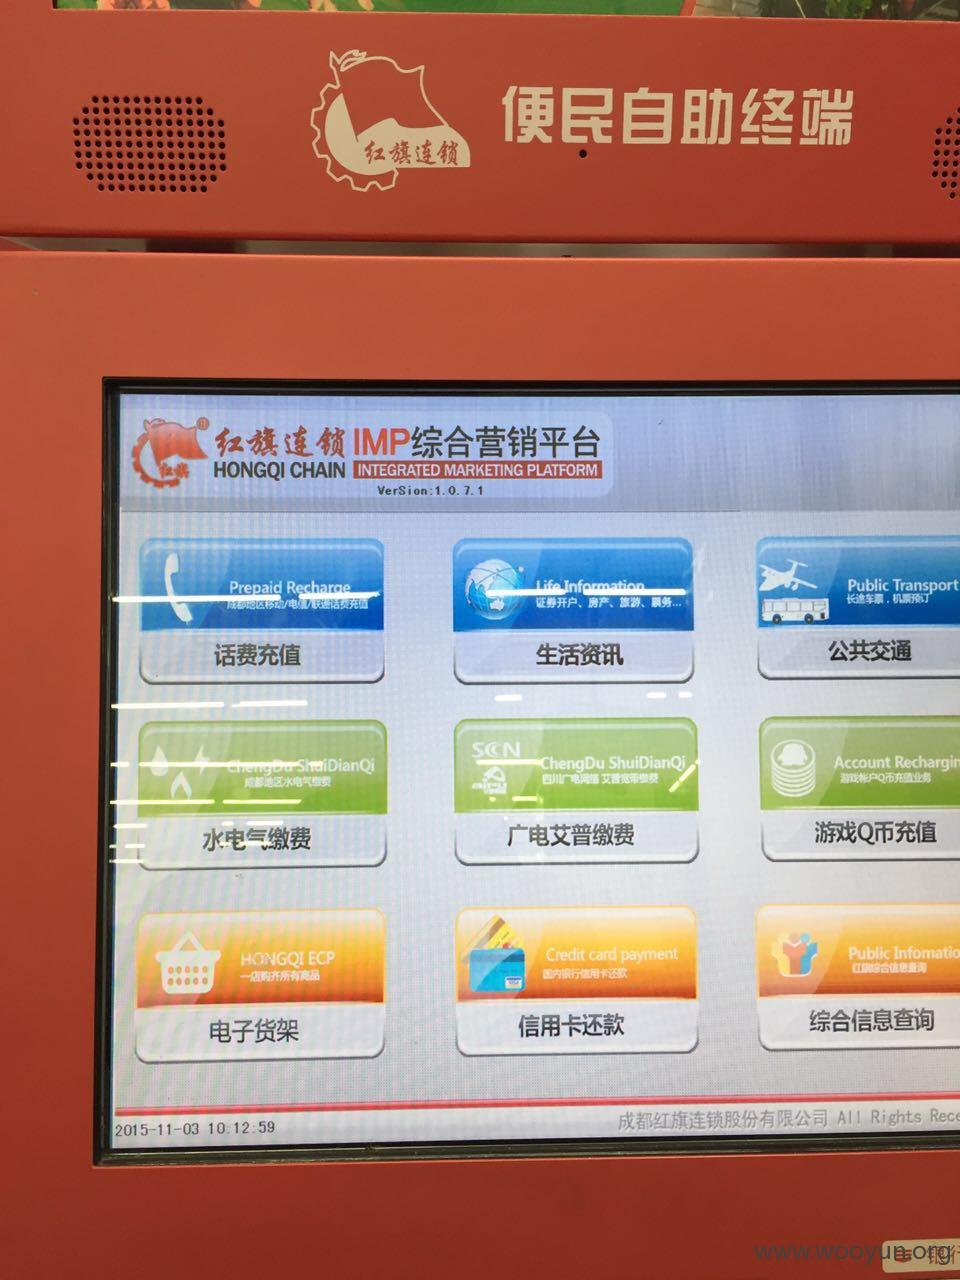 红旗连锁
便民自助终端
红旗连锁 IMP综合营销平台
HONGQI CHAIN INTEGRATED MARKETING PLATFORM
VerSion:1.0.7.1
Prepaid Recharge
成都地区移动/电信/联通话费充值
话费充值
Life Information
证券开户、房产、旅游、票务...
生活资讯
Public Transport
长途车票，机票预订
公共交通
ChengDu ShuiDianQi
成都地区水电气缴费
水电气缴费
SCN
ChengDu ShuiDianQi
四川广电网络 艾普宽带缴费
广电艾普缴费
Account Rechargin
游戏帐户Q币充值业务
游戏Q币充值
HONGQI ECP
一店购齐所有商品
电子货架
Credit card payment
国内银行信用卡还款
信用卡还款
Public Infomatio
红旗综合信息查询
综合信息查询
2015-11-03 10:12:59
成都红旗连锁股份有限公司 All Rights Rece
www.wooyun.org